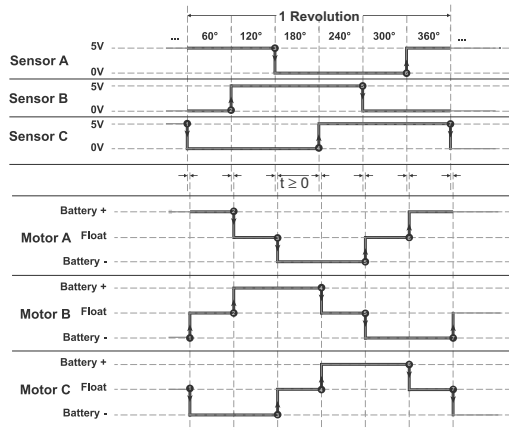 1 Revolution
... 60° 120° 180° 240° 300° 360° ...
Sensor A 5V
0V
Sensor B 5V
0V
Sensor C 5V
0V
t ≥ 0
Battery +
Motor A Float
Battery -
Battery +
Motor B Float
Battery -
Battery +
Motor C Float
Battery -